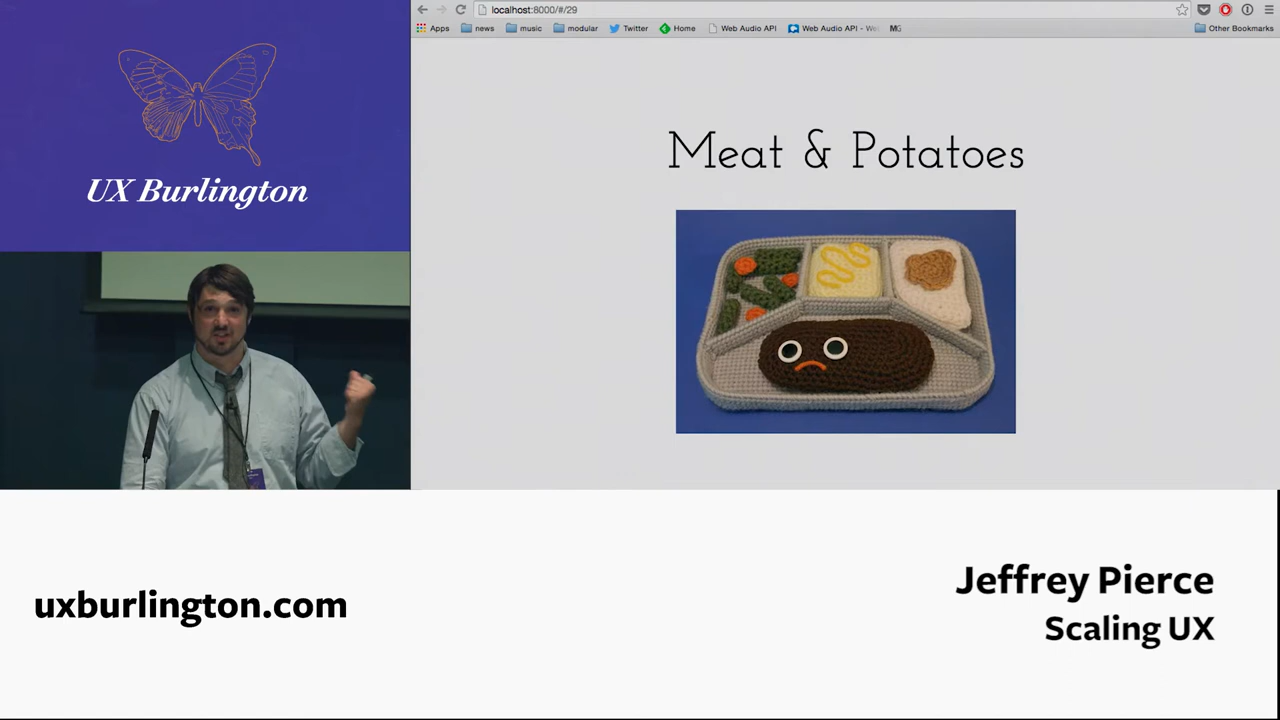 localhost:8000/#/29
Apps news music modular Twitter Home Web Audio API Web Audio API - We MG Other Bookmarks
UX Burlington
Meat & Potatoes
uxburlington.com
Jeffrey Pierce
Scaling UX